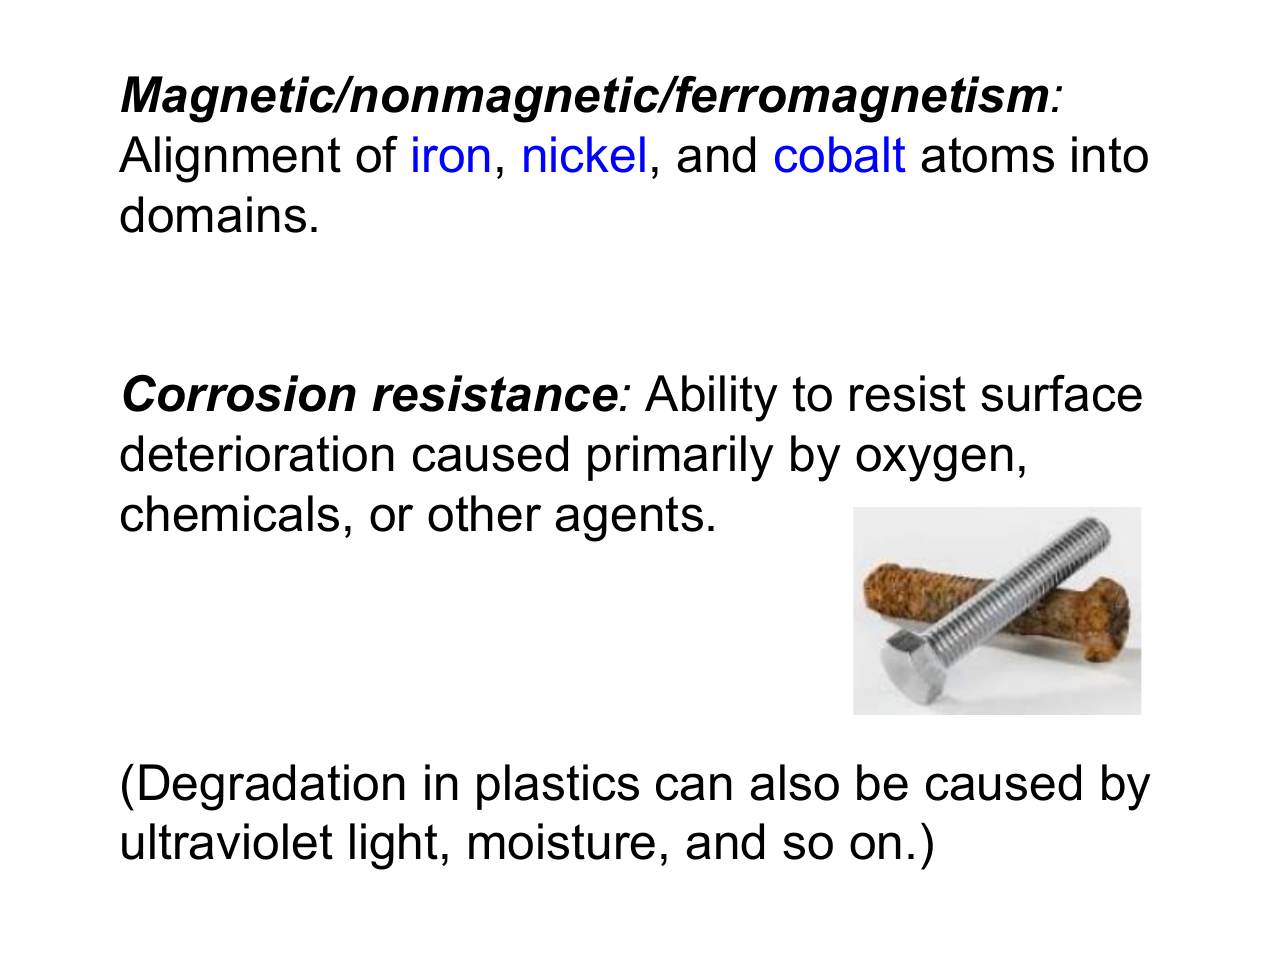 Magnetic/nonmagnetic/ferromagnetism:
Alignment of iron, nickel, and cobalt atoms into
domains.
Corrosion resistance: Ability to resist surface
deterioration caused primarily by oxygen,
chemicals, or other agents.
(Degradation in plastics can also be caused by
ultraviolet light, moisture, and so on.)